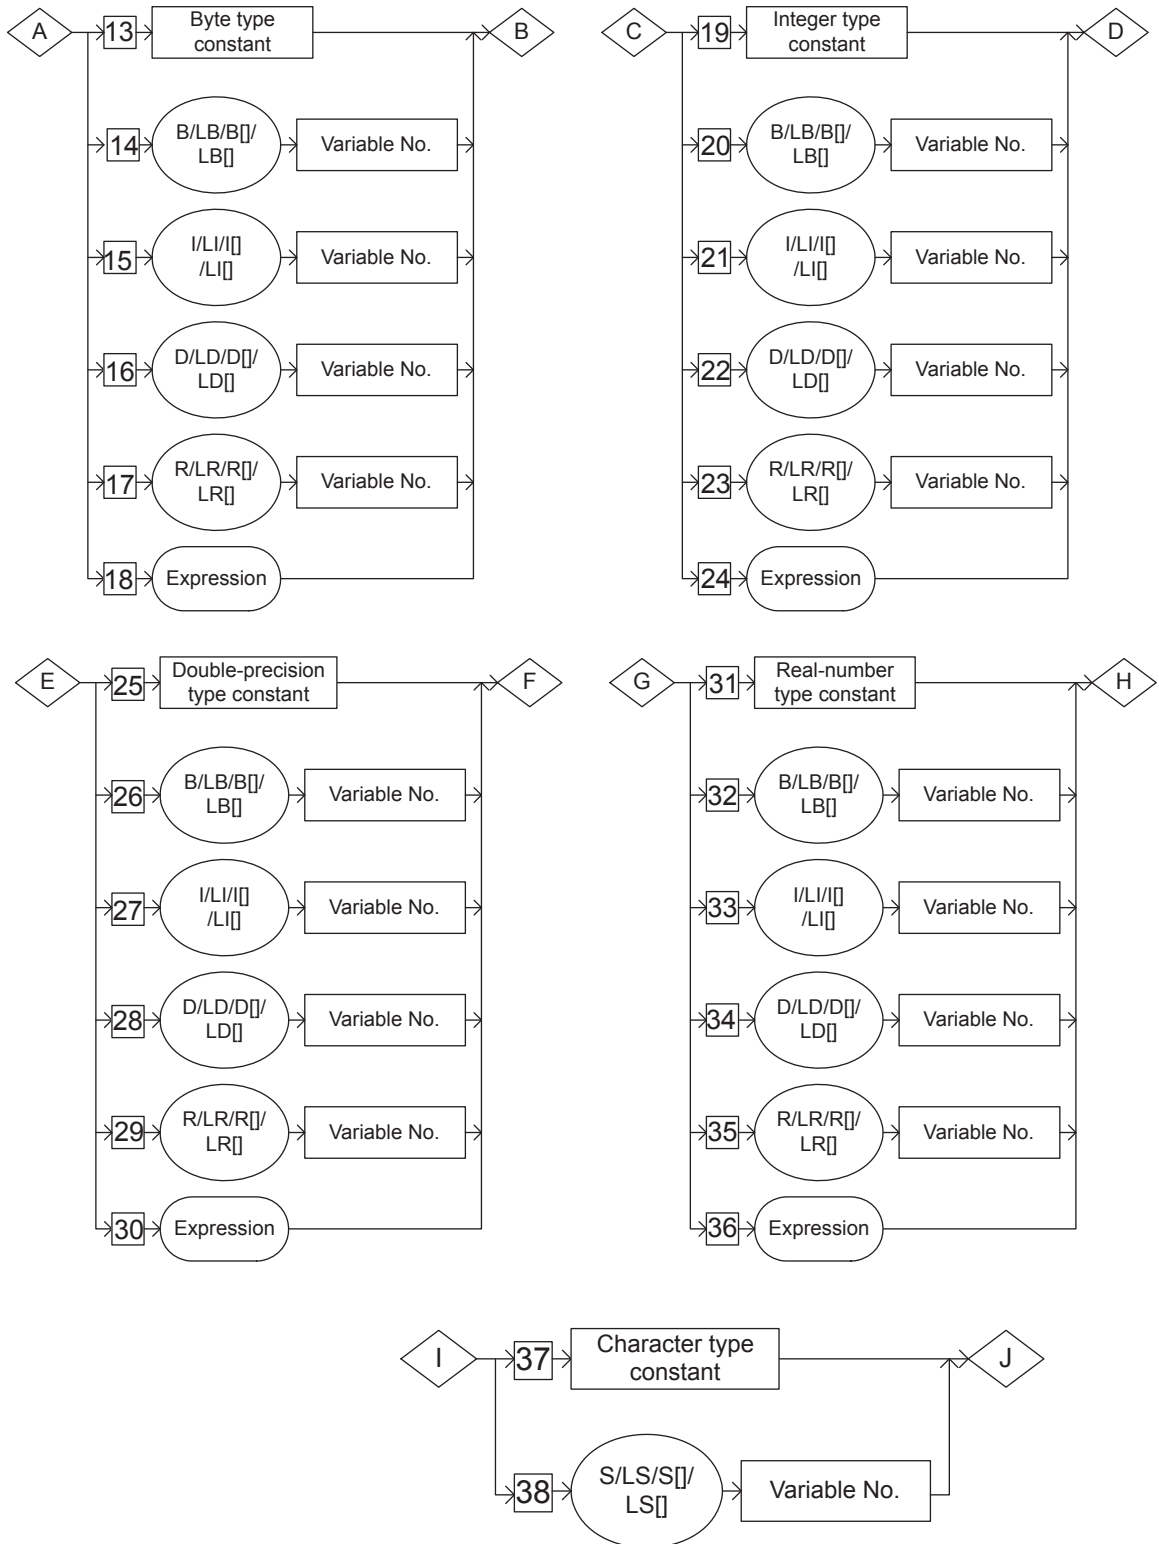 A
13
Byte type
constant
B
14
B/LB/B[]/
LB[]
Variable No.
15
I/LI/I[]
/LI[]
Variable No.
16
D/LD/D[]/
LD[]
Variable No.
17
R/LR/R[]/
LR[]
Variable No.
18
Expression
C
19
Integer type
constant
D
20
B/LB/B[]/
LB[]
Variable No.
21
I/LI/I[]
/LI[]
Variable No.
22
D/LD/D[]/
LD[]
Variable No.
23
R/LR/R[]/
LR[]
Variable No.
24
Expression
E
25
Double-precision
type constant
F
26
B/LB/B[]/
LB[]
Variable No.
27
I/LI/I[]
/LI[]
Variable No.
28
D/LD/D[]/
LD[]
Variable No.
29
R/LR/R[]/
LR[]
Variable No.
30
Expression
G
31
Real-number
type constant
H
32
B/LB/B[]/
LB[]
Variable No.
33
I/LI/I[]
/LI[]
Variable No.
34
D/LD/D[]/
LD[]
Variable No.
35
R/LR/R[]/
LR[]
Variable No.
36
Expression
I
37
Character type
constant
J
38
S/LS/S[]/
LS[]
Variable No.